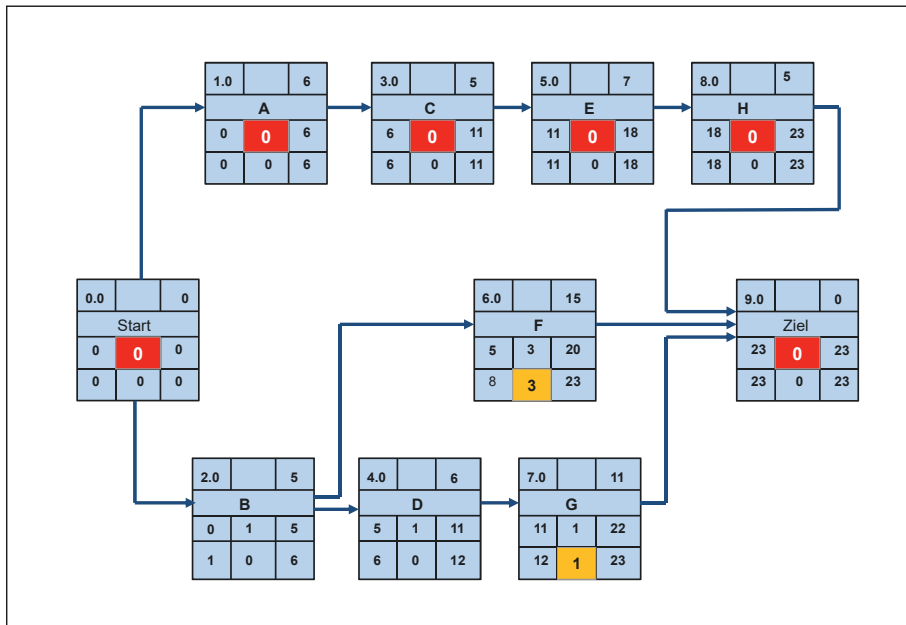 1.0 6
A
0 0 6
0 0 6
3.0 5
C
6 0 11
6 0 11
5.0 7
E
11 0 18
11 0 18
8.0 5
H
18 0 23
18 0 23
0.0 0
Start
0 0 0
0 0 0
6.0 15
F
5 3 20
8 3 23
9.0 0
Ziel
23 0 23
23 0 23
2.0 5
B
0 1 5
1 0 6
4.0 6
D
5 1 11
6 0 12
7.0 11
G
11 1 22
12 1 23